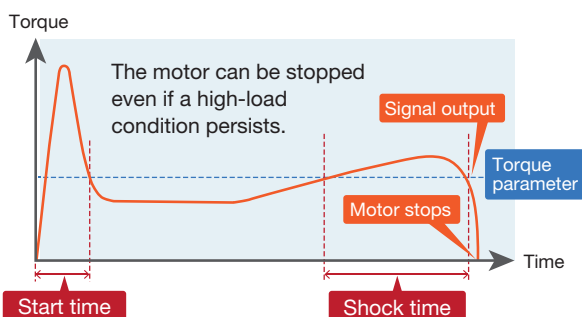 Torque
The motor can be stopped
even if a high-load
condition persists.
Signal output
Torque
parameter
Motor stops
Time
Start time
Shock time